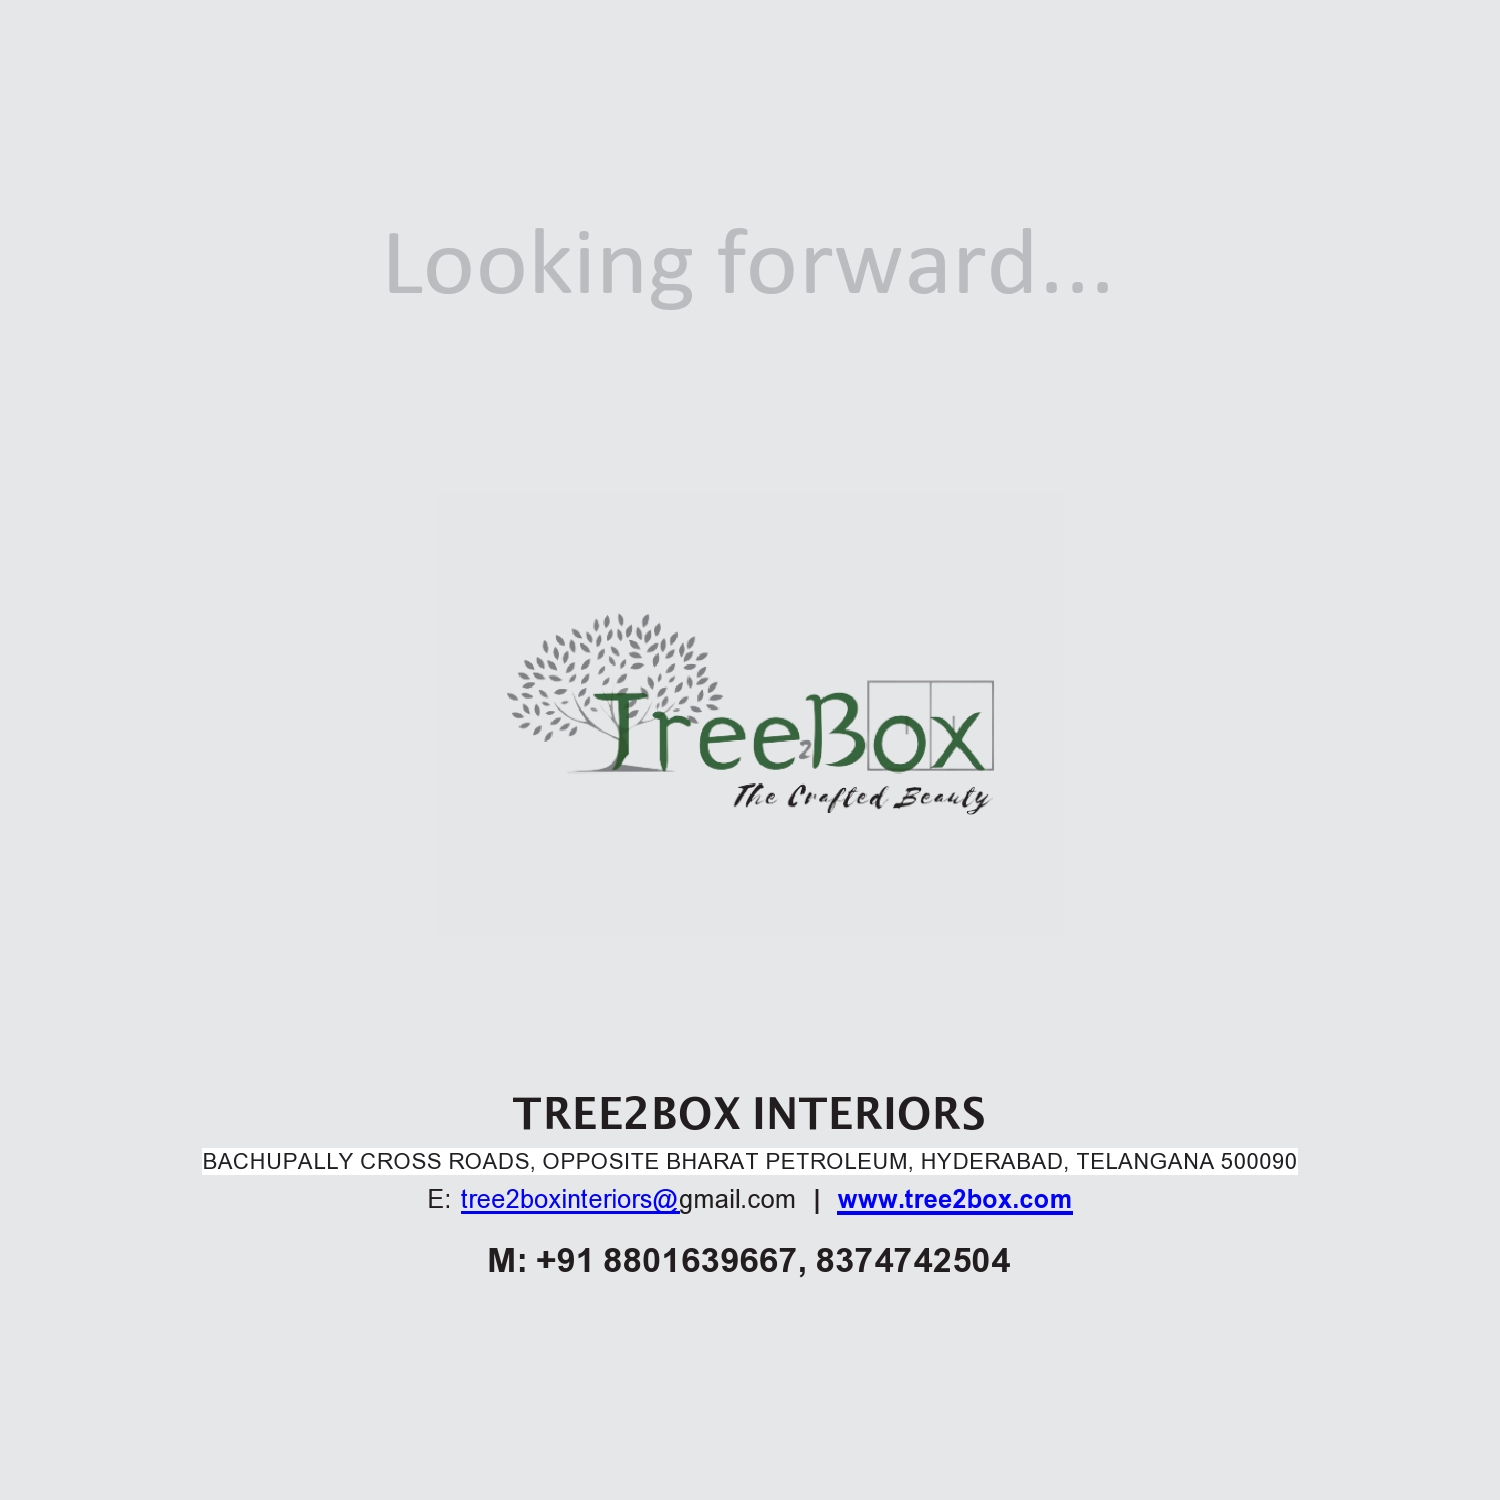 Looking forward...
Tree2Box
The Crafted Beauty
TREE2BOX INTERIORS
BACHUPALLY CROSS ROADS, OPPOSITE BHARAT PETROLEUM, HYDERABAD, TELANGANA 500090
E: tree2boxinteriors@gmail.com | www.tree2box.com
M: +91 8801639667, 8374742504